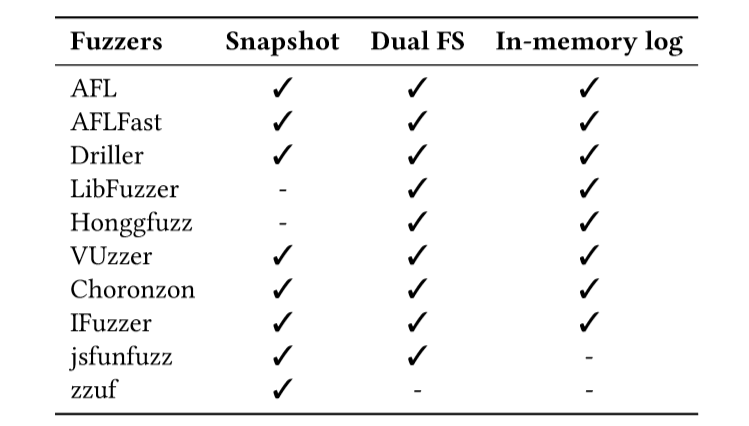 Fuzzers Snapshot Dual FS In-memory log
AFL ✓ ✓ ✓
AFLFast ✓ ✓ ✓
Driller ✓ ✓ ✓
LibFuzzer - ✓ ✓
Honggfuzz - ✓ ✓
VUzzer ✓ ✓ ✓
Choronzon ✓ ✓ ✓
IFuzzer ✓ ✓ ✓
jsfunfuzz ✓ ✓ -
zzuf ✓ - -